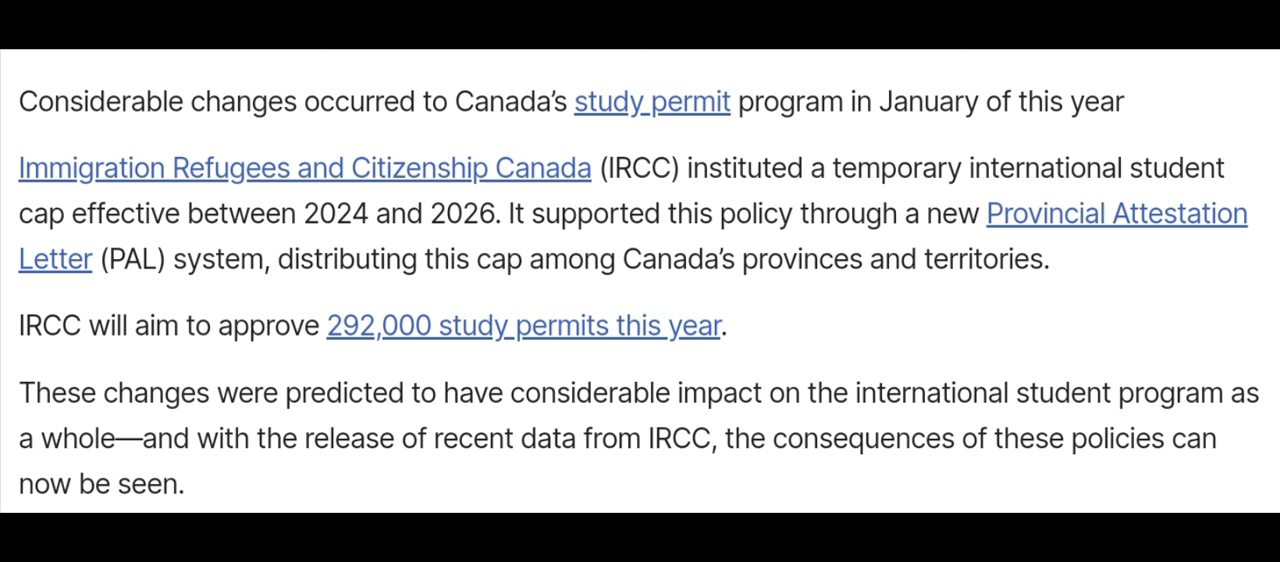 Considerable changes occurred to Canada’s study permit program in January of this year
Immigration Refugees and Citizenship Canada (IRCC) instituted a temporary international student
cap effective between 2024 and 2026. It supported this policy through a new Provincial Attestation
Letter (PAL) system, distributing this cap among Canada’s provinces and territories.
IRCC will aim to approve 292,000 study permits this year.
These changes were predicted to have considerable impact on the international student program as
a whole—and with the release of recent data from IRCC, the consequences of these policies can
now be seen.